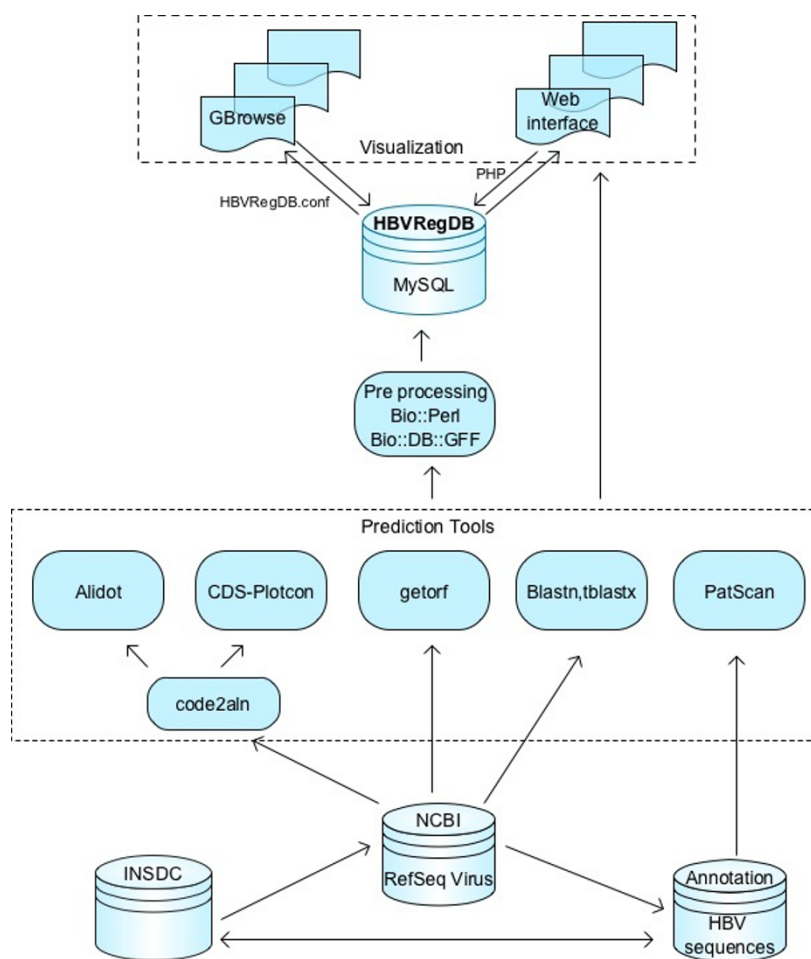 GBrowse
Web
interface
Visualization
PHP
HBVRegDB.conf
HBVRegDB
MySQL
Pre processing
Bio::Perl
Bio::DB::GFF
Prediction Tools
Alidot
CDS-Plotcon
getorf
Blastn,tblastx
PatScan
code2aln
NCBI
RefSeq Virus
INSDC
Annotation
HBV
sequences